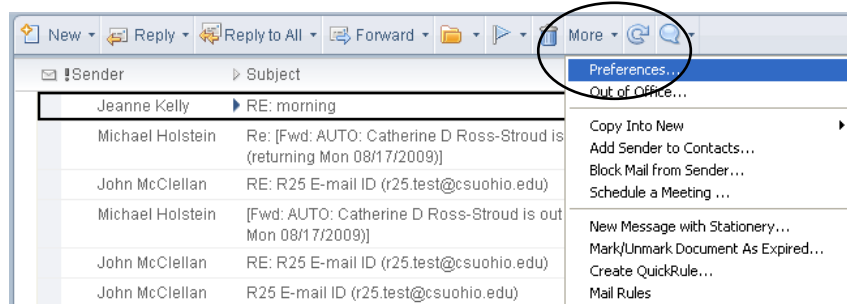 New Reply Reply to All Forward More
!Sender Subject
Jeanne Kelly RE: morning
Michael Holstein Re: [Fwd: AUTO: Catherine D Ross-Stroud is
(returning Mon 08/17/2009)]
John McClellan RE: R25 E-mail ID (r25.test@csuohio.edu)
Michael Holstein [Fwd: AUTO: Catherine D Ross-Stroud is out
Mon 08/17/2009)]
John McClellan RE: R25 E-mail ID (r25.test@csuohio.edu)
John McClellan R25 E-mail ID (r25.test@csuohio.edu)
Preferences...
Out of Office...
Copy Into New
Add Sender to Contacts...
Block Mail from Sender...
Schedule a Meeting ...
New Message with Stationery...
Mark/Unmark Document As Expired...
Create QuickRule...
Mail Rules